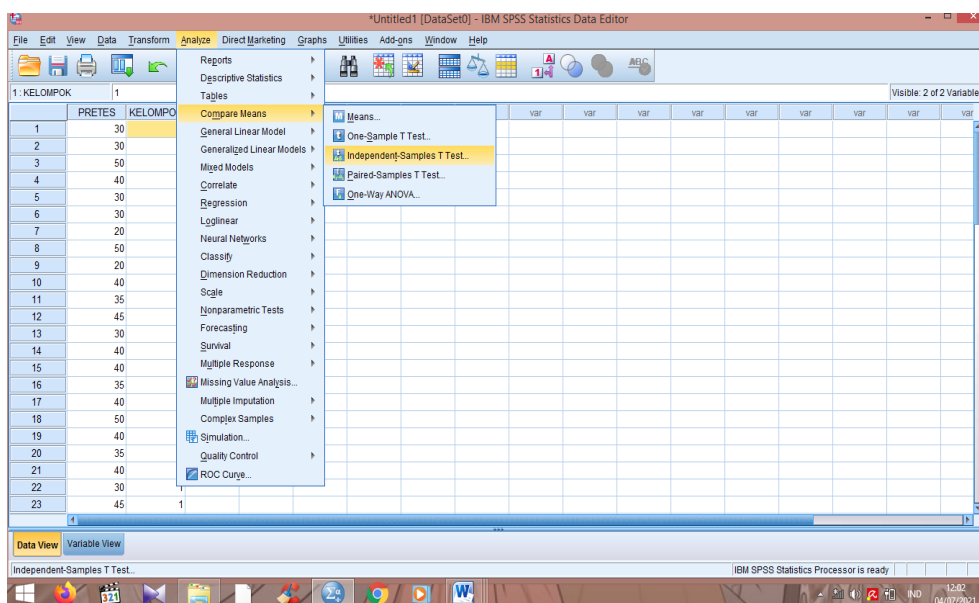 *Untitled1 [DataSet0] - IBM SPSS Statistics Data Editor
File Edit View Data Transform Analyze Direct Marketing Graphs Utilities Add-ons Window Help
1 : KELOMPOK 1 Visible: 2 of 2 Variable
PRETES KELOMPO var var var var var var var var
1 30
2 30
3 50
4 40
5 30
6 30
7 20
8 50
9 20
10 40
11 35
12 45
13 30
14 40
15 40
16 35
17 40
18 50
19 40
20 35
21 40
22 30 1
23 45 1
Reports
Descriptive Statistics
Tables
Compare Means
General Linear Model
Generalized Linear Models
Mixed Models
Correlate
Regression
Loglinear
Neural Networks
Classify
Dimension Reduction
Scale
Nonparametric Tests
Forecasting
Survival
Multiple Response
Missing Value Analysis...
Multiple Imputation
Complex Samples
Simulation...
Quality Control
ROC Curve...
Means...
One-Sample T Test...
Independent-Samples T Test...
Paired-Samples T Test...
One-Way ANOVA...
Data View Variable View
Independent-Samples T Test... IBM SPSS Statistics Processor is ready
321 IND 12:02
04/07/2021